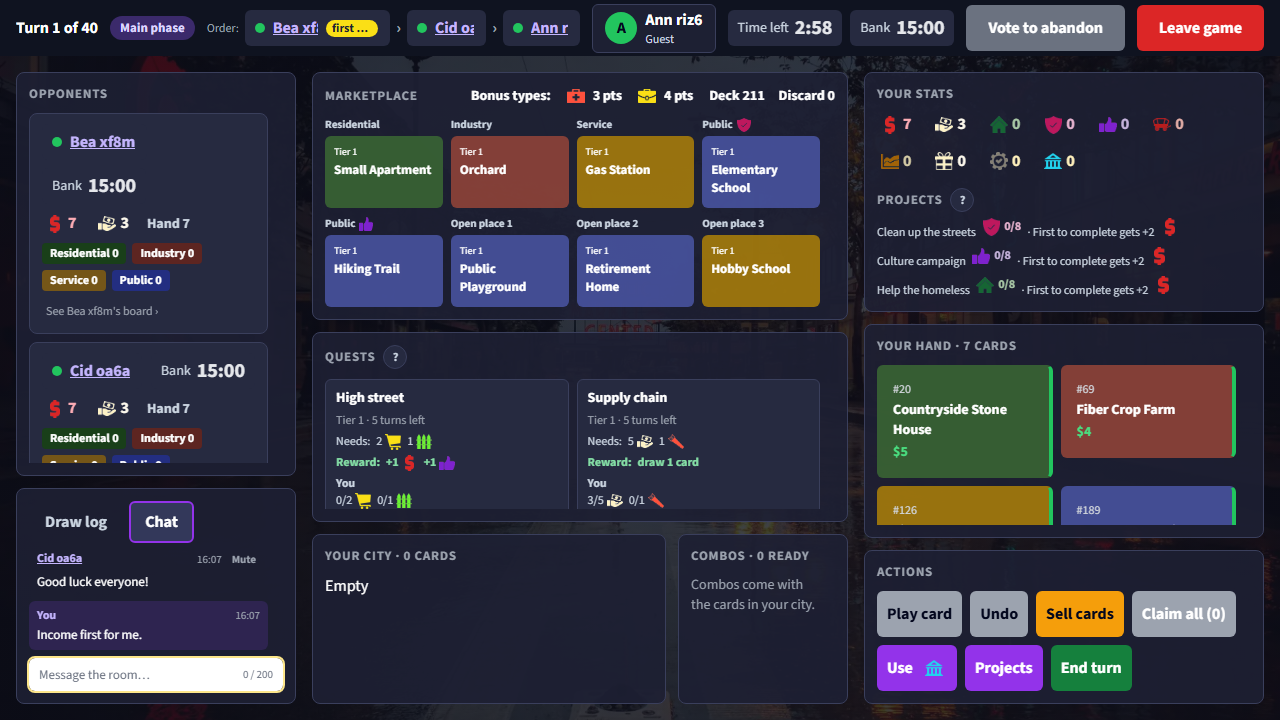 Turn 1 of 40
Main phase
Order:
Bea xf
first ...
›
Cid oa
›
Ann r
A
Ann riz6
Guest
Time left 2:58
Bank 15:00
Vote to abandon
Leave game
OPPONENTS
Bea xf8m
Bank 15:00
7 3 Hand 7
Residential 0 Industry 0
Service 0 Public 0
See Bea xf8m's board ›
Cid oa6a Bank 15:00
7 3 Hand 7
Residential 0 Industry 0
Draw log Chat
Cid oa6a 16:07 Mute
Good luck everyone!
You 16:07
Income first for me.
Message the room… 0 / 200
MARKETPLACE Bonus types: 3 pts 4 pts Deck 211 Discard 0
Residential Industry Service Public
Tier 1 Tier 1 Tier 1 Tier 1
Small Apartment Orchard Gas Station Elementary School
Public Open place 1 Open place 2 Open place 3
Tier 1 Tier 1 Tier 1 Tier 1
Hiking Trail Public Playground Retirement Home Hobby School
QUESTS ?
High street
Tier 1 · 5 turns left
Needs: 2 1
Reward: +1 +1
You
0/2 0/1
Supply chain
Tier 1 · 5 turns left
Needs: 5 1
Reward: draw 1 card
You
3/5 0/1
YOUR CITY · 0 CARDS
Empty
COMBOS · 0 READY
Combos come with
the cards in your city.
YOUR STATS
7 3 0 0 0 0
0 0 0 0
PROJECTS ?
Clean up the streets 0/8 · First to complete gets +2
Culture campaign 0/8 · First to complete gets +2
Help the homeless 0/8 · First to complete gets +2
YOUR HAND · 7 CARDS
#20
Countryside Stone
House
$5
#69
Fiber Crop Farm
$4
#126
#189
ACTIONS
Play card Undo Sell cards Claim all (0)
Use Projects End turn